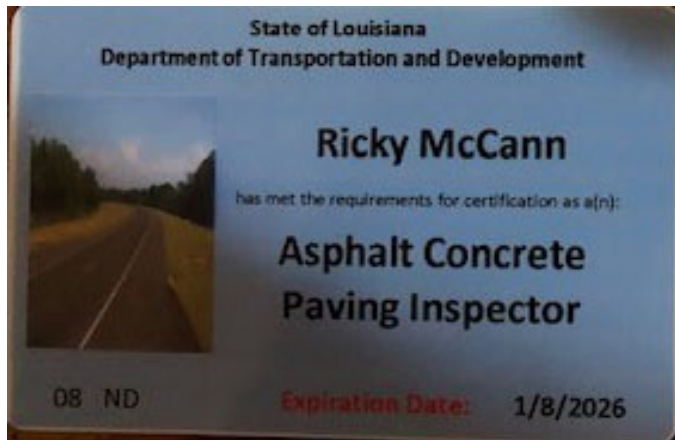 State of Louisiana
Department of Transportation and Development
Ricky McCann
has met the requirements for certification as a(n):
Asphalt Concrete
Paving Inspector
08 ND
Expiration Date: 1/8/2026